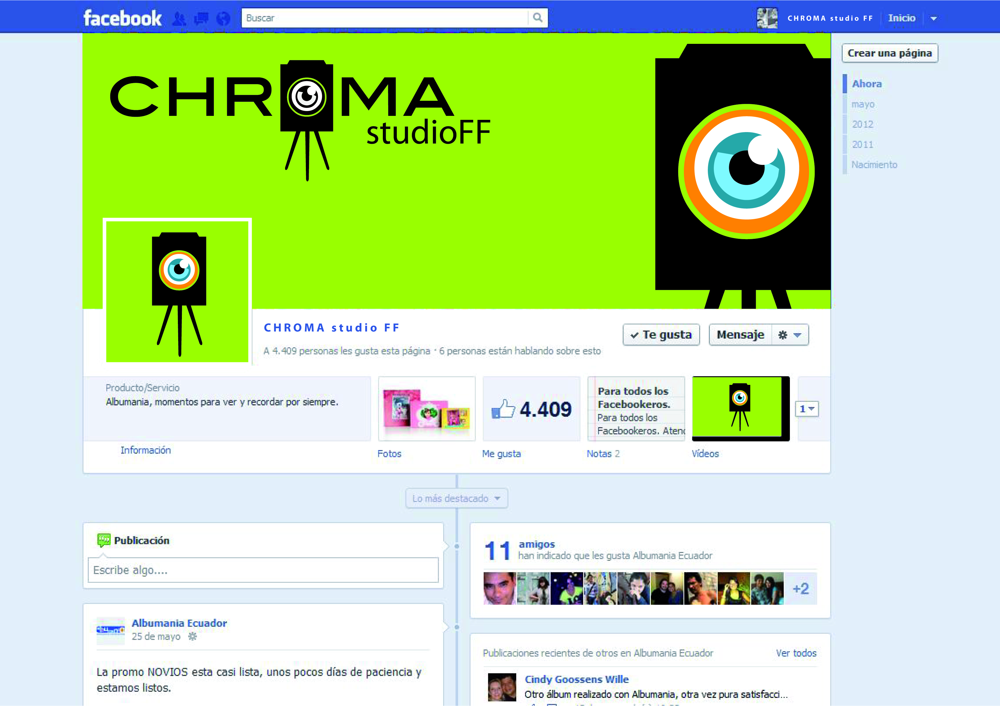 facebook
Buscar
CHROMA studio FF
Inicio
CHROMA
studioFF
Crear una página
Ahora
mayo
2012
2011
Nacimiento
CHROMA studio FF
A 4.409 personas les gusta esta página · 6 personas están hablando sobre esto
Te gusta
Mensaje
Producto/Servicio
Albumania, momentos para ver y recordar por siempre.
Información
Fotos
4.409
Me gusta
Para todos los
Facebookeros.
Para todos los
Facebookeros. Atenc
Notas 2
Vídeos
1
Lo más destacado
Publicación
Escribe algo....
Albumania Ecuador
25 de mayo
La promo NOVIOS esta casi lista, unos pocos días de paciencia y
estamos listos.
11 amigos
han indicado que les gusta Albumania Ecuador
+2
Publicaciones recientes de otros en Albumania Ecuador
Ver todos
Cindy Goossens Wille
Otro álbum realizado con Albumania, otra vez pura satisfacci...